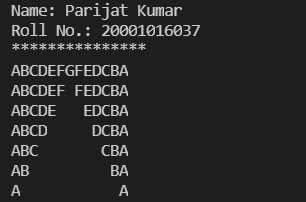 Name: Parijat Kumar
Roll No.: 20001016037
***************
ABCDEFGFEDCBA
ABCDEF FEDCBA
ABCDE   EDCBA
ABCD     DCBA
ABC       CBA
AB         BA
A           A